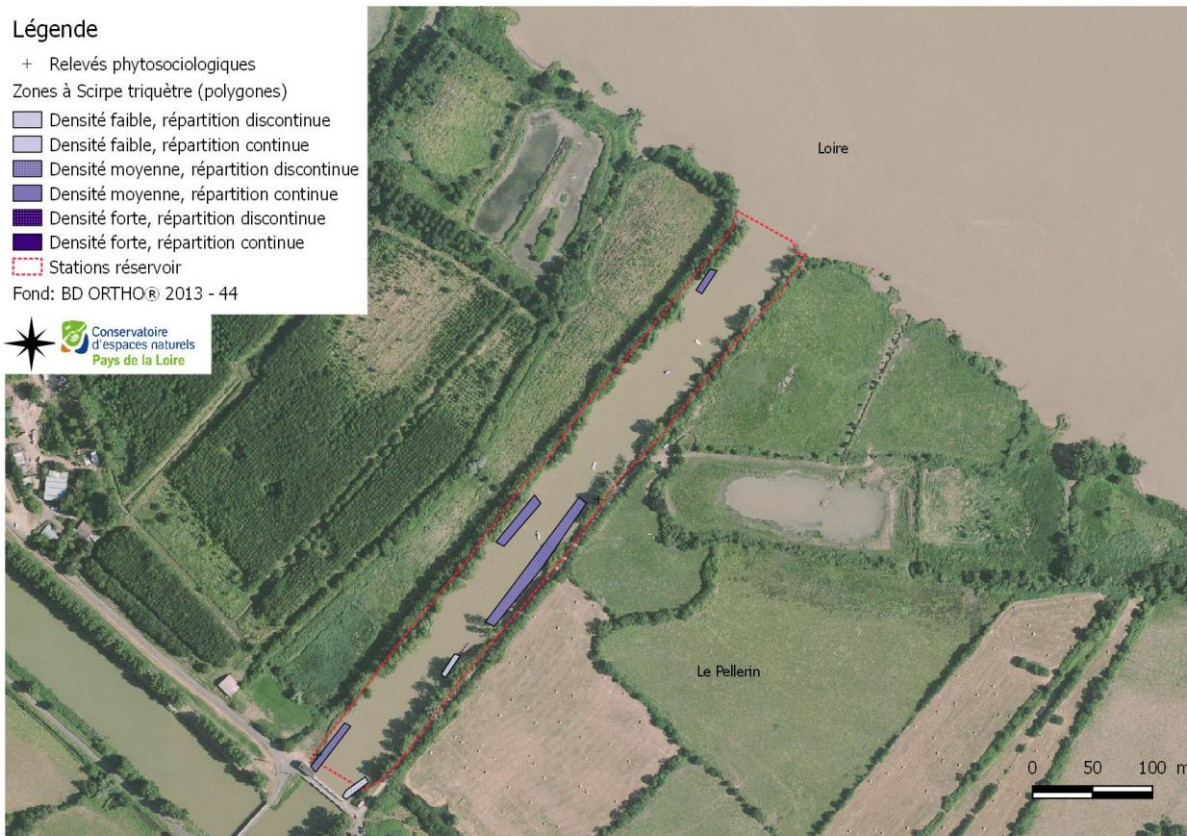 Légende
+ Relevés phytosociologiques
Zones à Scirpe triquètre (polygones)
Densité faible, répartition discontinue
Densité faible, répartition continue
Densité moyenne, répartition discontinue
Densité moyenne, répartition continue
Densité forte, répartition discontinue
Densité forte, répartition continue
Stations réservoir
Fond: BD ORTHO® 2013 - 44
Conservatoire
d'espaces naturels
Pays de la Loire
Loire
Le Pellerin
0 50 100 m